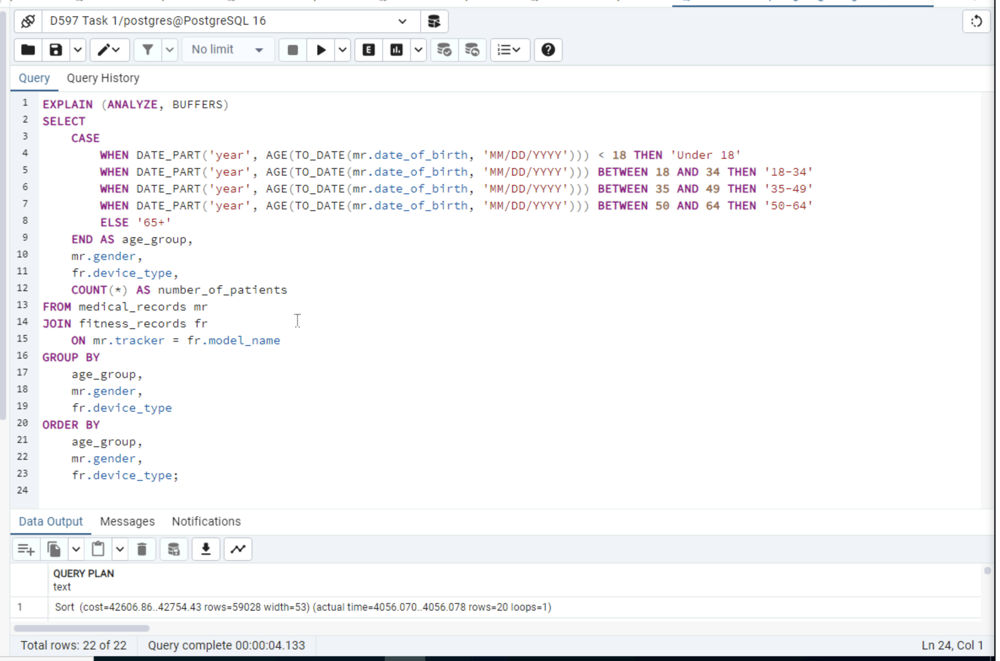 D597 Task 1/postgres@PostgreSQL 16
No limit
E
Query Query History
1 EXPLAIN (ANALYZE, BUFFERS)
2 SELECT
3 CASE
4 WHEN DATE_PART('year', AGE(TO_DATE(mr.date_of_birth, 'MM/DD/YYYY'))) < 18 THEN 'Under 18'
5 WHEN DATE_PART('year', AGE(TO_DATE(mr.date_of_birth, 'MM/DD/YYYY'))) BETWEEN 18 AND 34 THEN '18-34'
6 WHEN DATE_PART('year', AGE(TO_DATE(mr.date_of_birth, 'MM/DD/YYYY'))) BETWEEN 35 AND 49 THEN '35-49'
7 WHEN DATE_PART('year', AGE(TO_DATE(mr.date_of_birth, 'MM/DD/YYYY'))) BETWEEN 50 AND 64 THEN '50-64'
8 ELSE '65+'
9 END AS age_group,
10 mr.gender,
11 fr.device_type,
12 COUNT(*) AS number_of_patients
13 FROM medical_records mr
14 JOIN fitness_records fr
15 ON mr.tracker = fr.model_name
16 GROUP BY
17 age_group,
18 mr.gender,
19 fr.device_type
20 ORDER BY
21 age_group,
22 mr.gender,
23 fr.device_type;
24
Data Output Messages Notifications
QUERY PLAN
text
1 Sort (cost=42606.86..42754.43 rows=59028 width=53) (actual time=4056.070..4056.078 rows=20 loops=1)
Total rows: 22 of 22 Query complete 00:00:04.133 Ln 24, Col 1